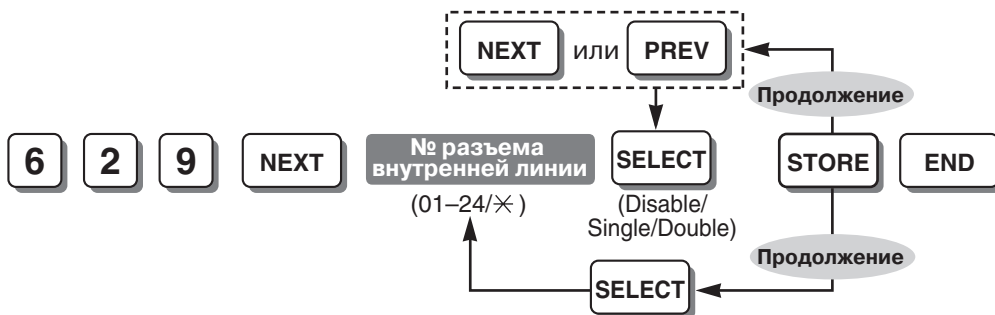 NEXT или PREV
Продолжение
6 2 9 NEXT
№ разъема
внутренней линии
(01–24/✳)
SELECT
(Disable/
Single/Double)
STORE
END
Продолжение
SELECT